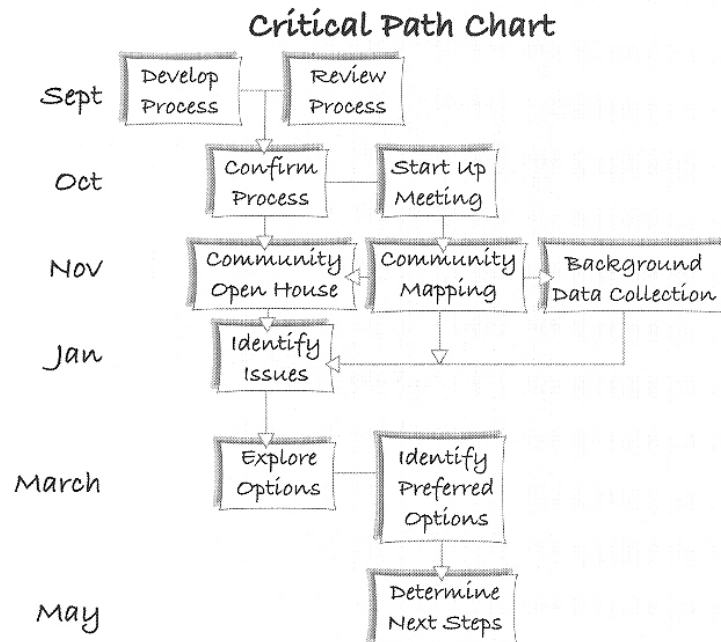 Critical Path Chart
Sept
Develop
Process
Review
Process
Oct
Confirm
Process
Start Up
Meeting
Nov
Community
Open House
Community
Mapping
Background
Data Collection
Jan
Identify
Issues
March
Explore
Options
Identify
Preferred
Options
May
Determine
Next Steps